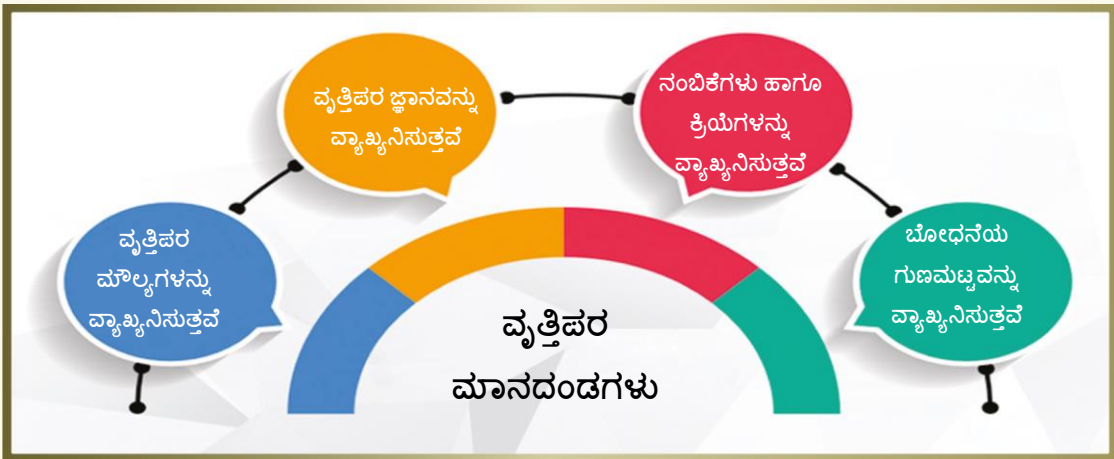 ವೃತ್ತಿಪರ
ಮೌಲ್ಯಗಳನ್ನು
ವ್ಯಾಖ್ಯನಿಸುತ್ತವೆ
ವೃತ್ತಿಪರ ಜ್ಞಾನವನ್ನು
ವ್ಯಾಖ್ಯನಿಸುತ್ತವೆ
ನಂಬಿಕೆಗಳು ಹಾಗೂ
ಕ್ರಿಯೆಗಳನ್ನು
ವ್ಯಾಖ್ಯನಿಸುತ್ತವೆ
ಬೋಧನೆಯ
ಗುಣಮಟ್ಟವನ್ನು
ವ್ಯಾಖ್ಯನಿಸುತ್ತವೆ
ವೃತ್ತಿಪರ
ಮಾನದಂಡಗಳು